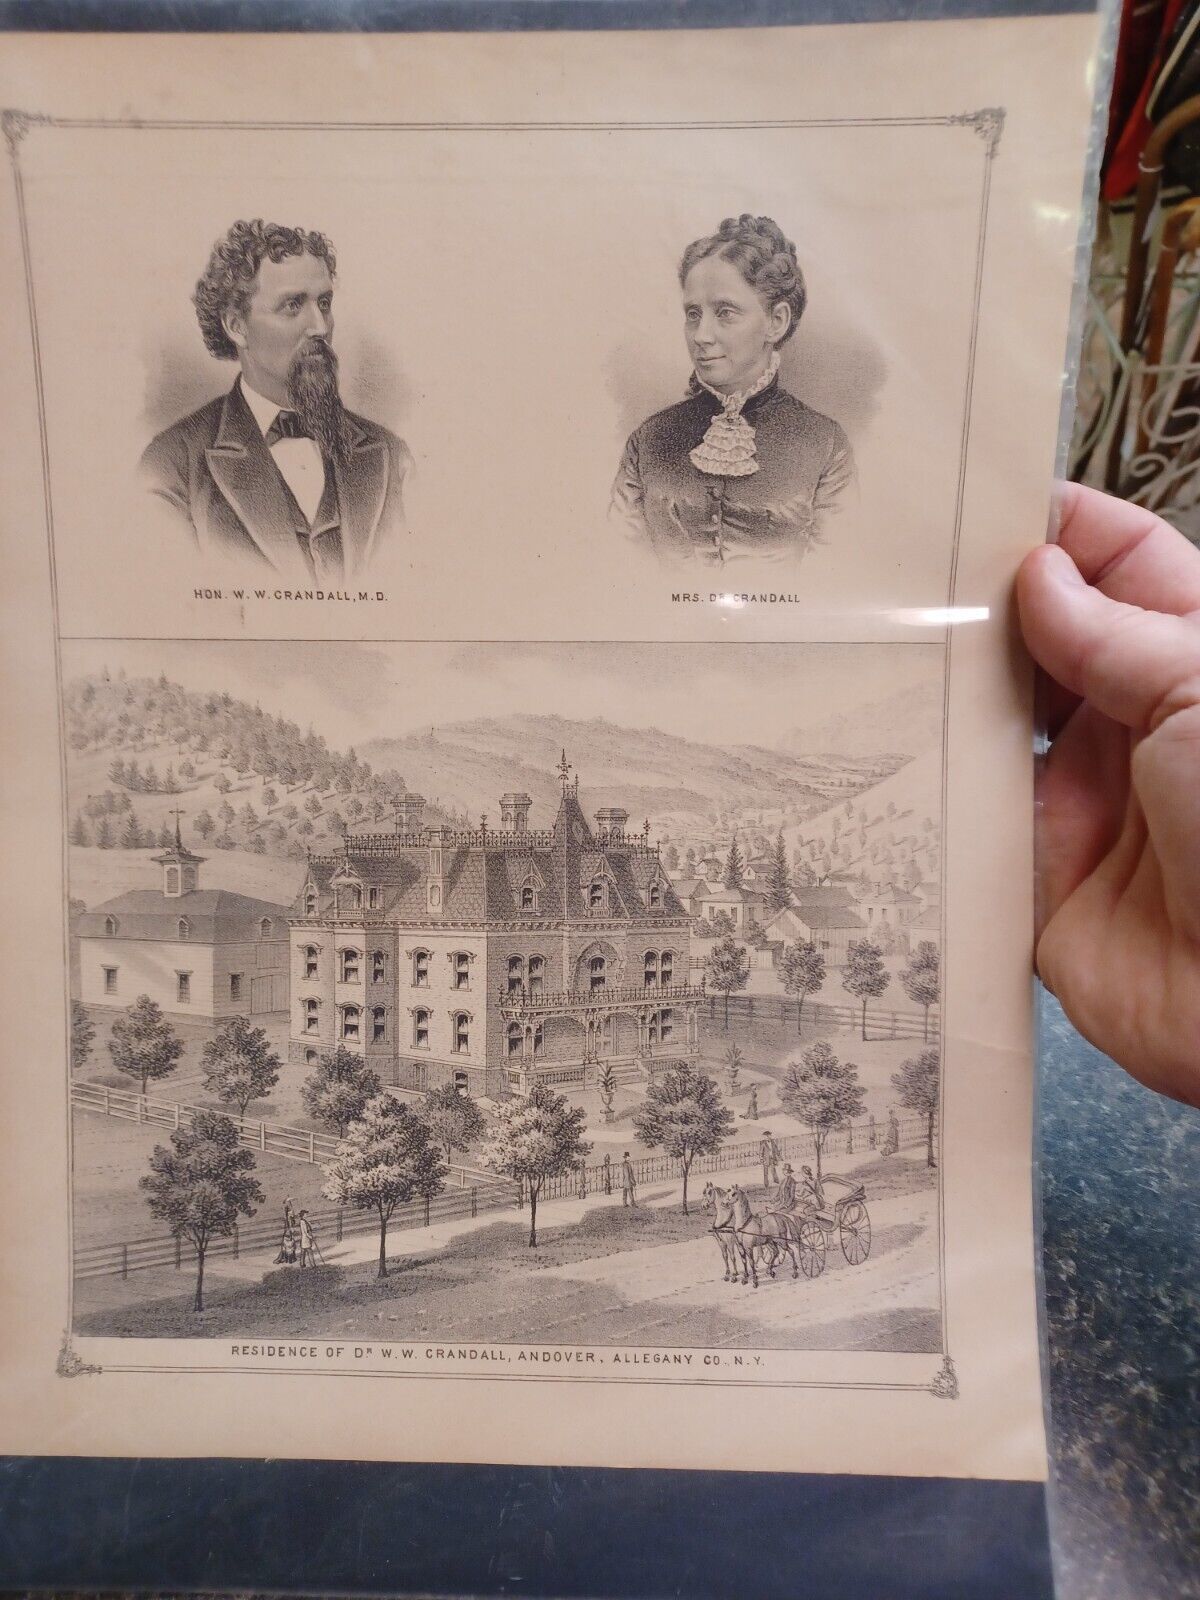 HON. W. W. CRANDALL, M.D.
MRS. DR CRANDALL
RESIDENCE OF DR W. W. CRANDALL, ANDOVER, ALLEGANY CO., N.Y.